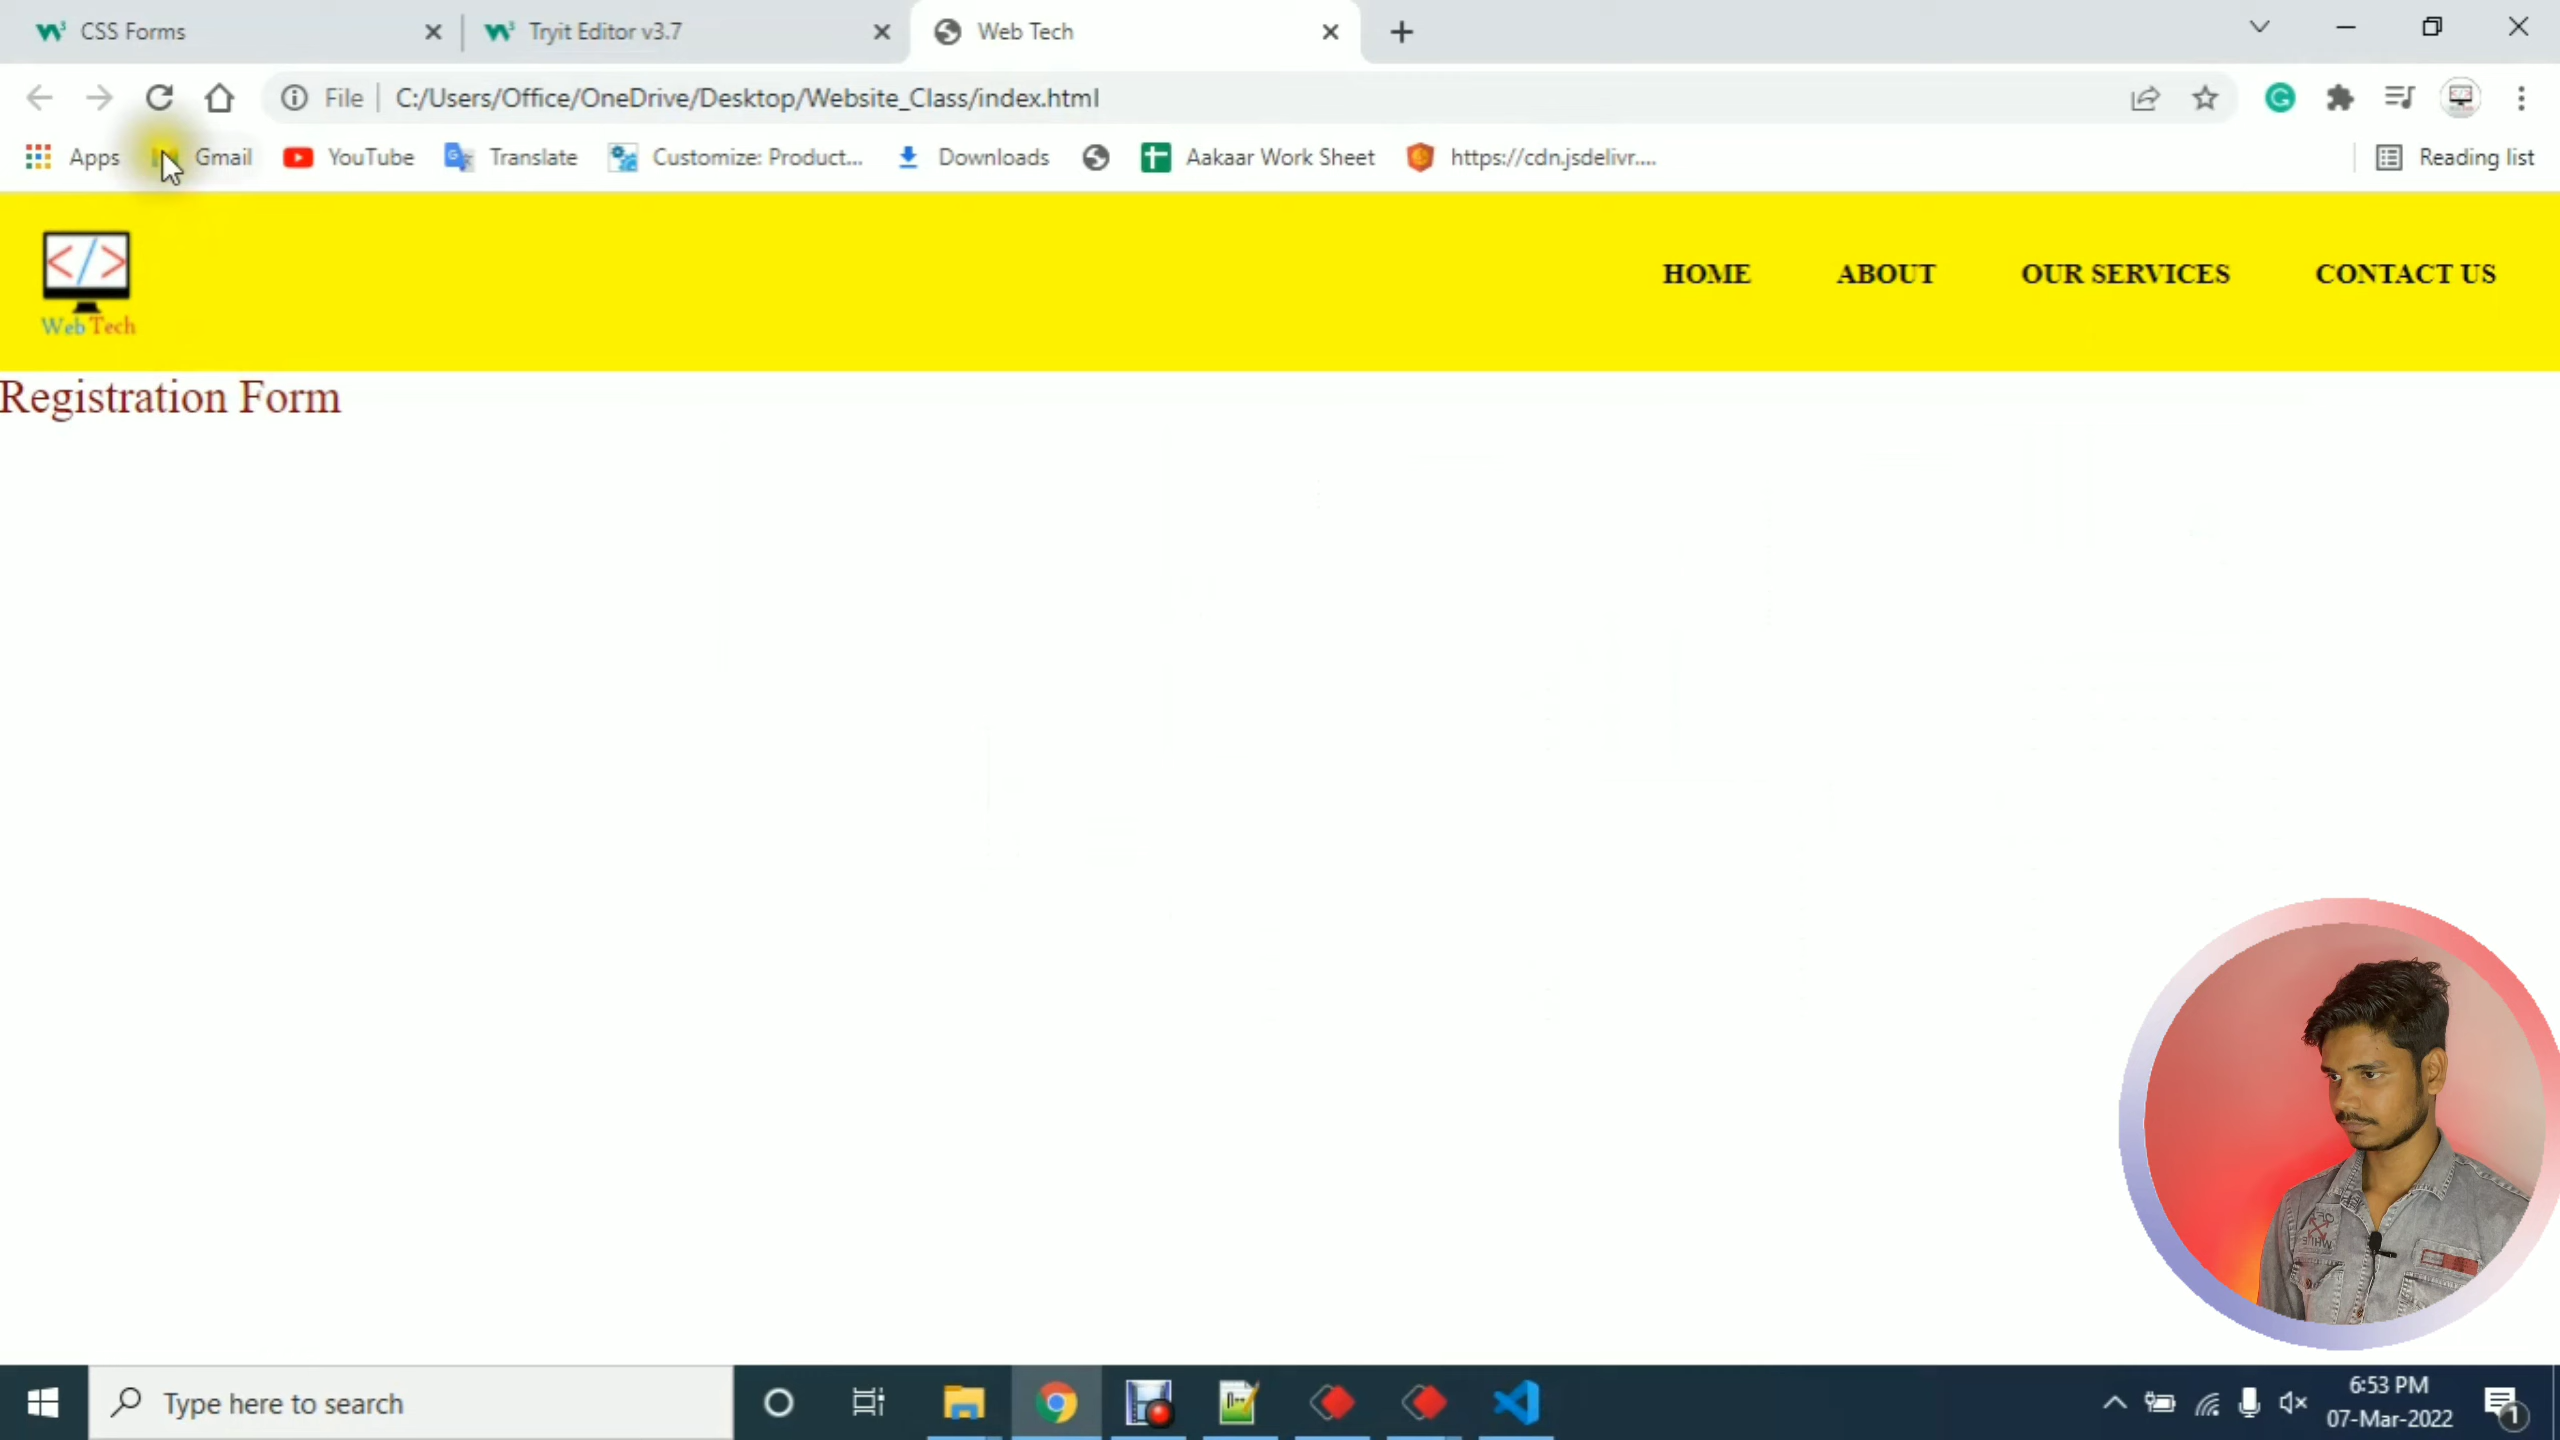 CSS Forms
Tryit Editor v3.7
Web Tech
File
C:/Users/Office/OneDrive/Desktop/Website_Class/index.html
Apps
Gmail
YouTube
Translate
Customize: Product...
Downloads
Aakaar Work Sheet
https://cdn.jsdelivr....
Reading list
</>
Web Tech
HOME
ABOUT
OUR SERVICES
CONTACT US
Registration Form
Type here to search
6:53 PM
07-Mar-2022
1